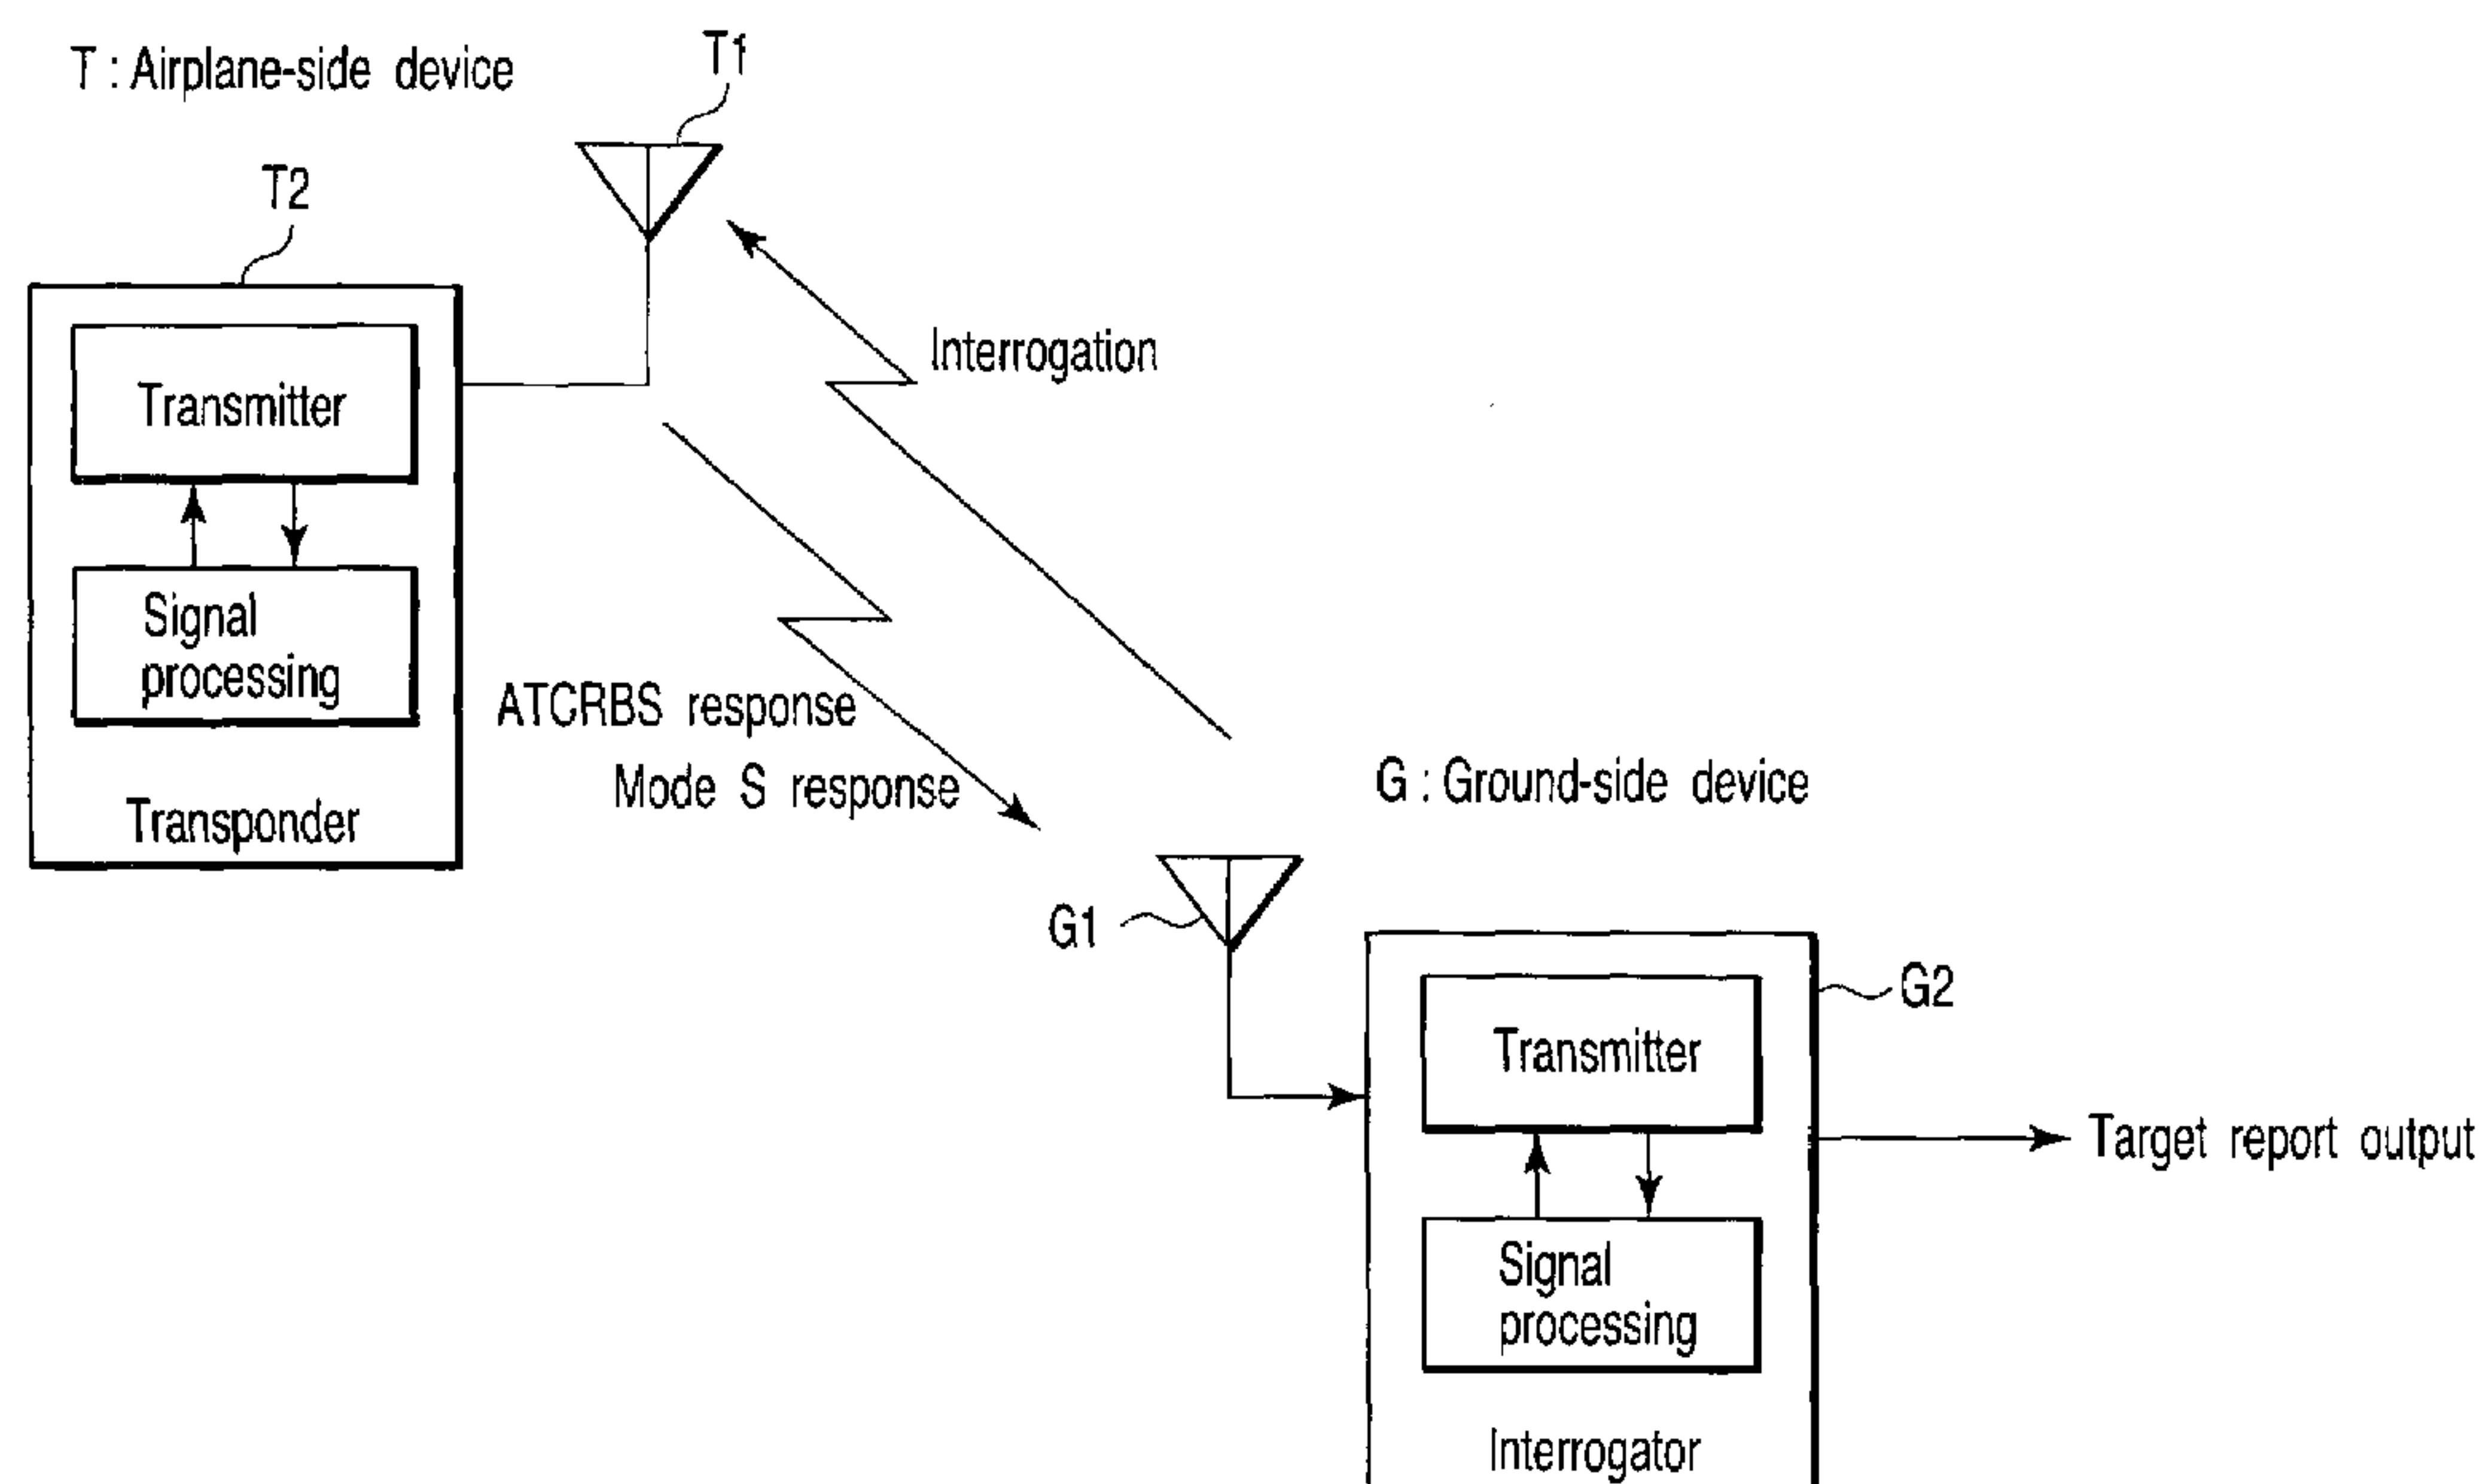 T : Airplane-side device
T1
T2
Transmitter
Signal
processing
Transponder
Interrogation
ATCRBS response
Mode S response
G : Ground-side device
G1
G2
Transmitter
Signal
processing
Interrogator
Target report output